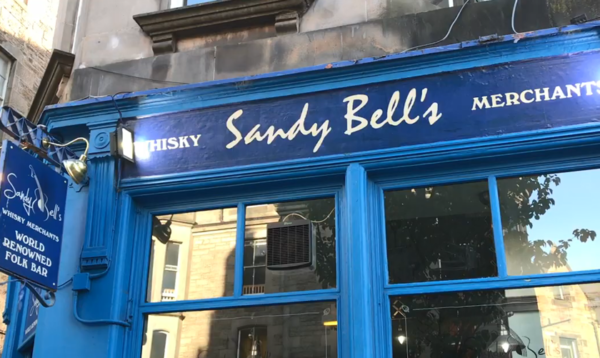 WHISKY Sandy Bell's MERCHANTS
Sandy Bell's
WHISKY MERCHANTS
WORLD
RENOWNED
FOLK BAR